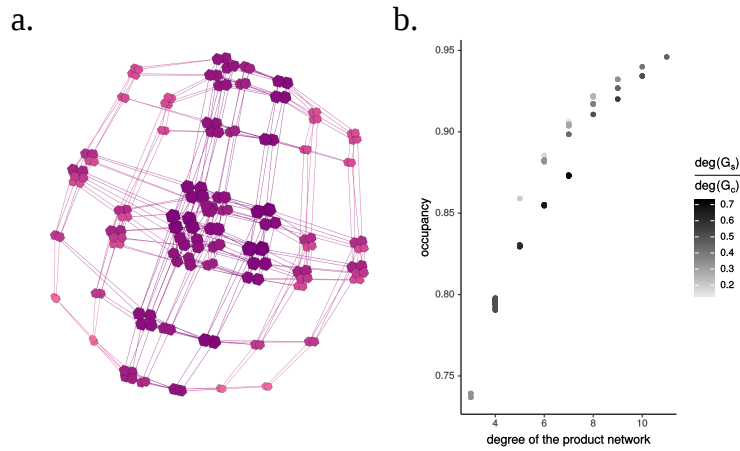 a.
b.
0.95
0.90
0.85
0.80
0.75
occupancy
4
6
8
10
degree of the product network
deg(Gs)
deg(Gc)
0.7
0.6
0.5
0.4
0.3
0.2